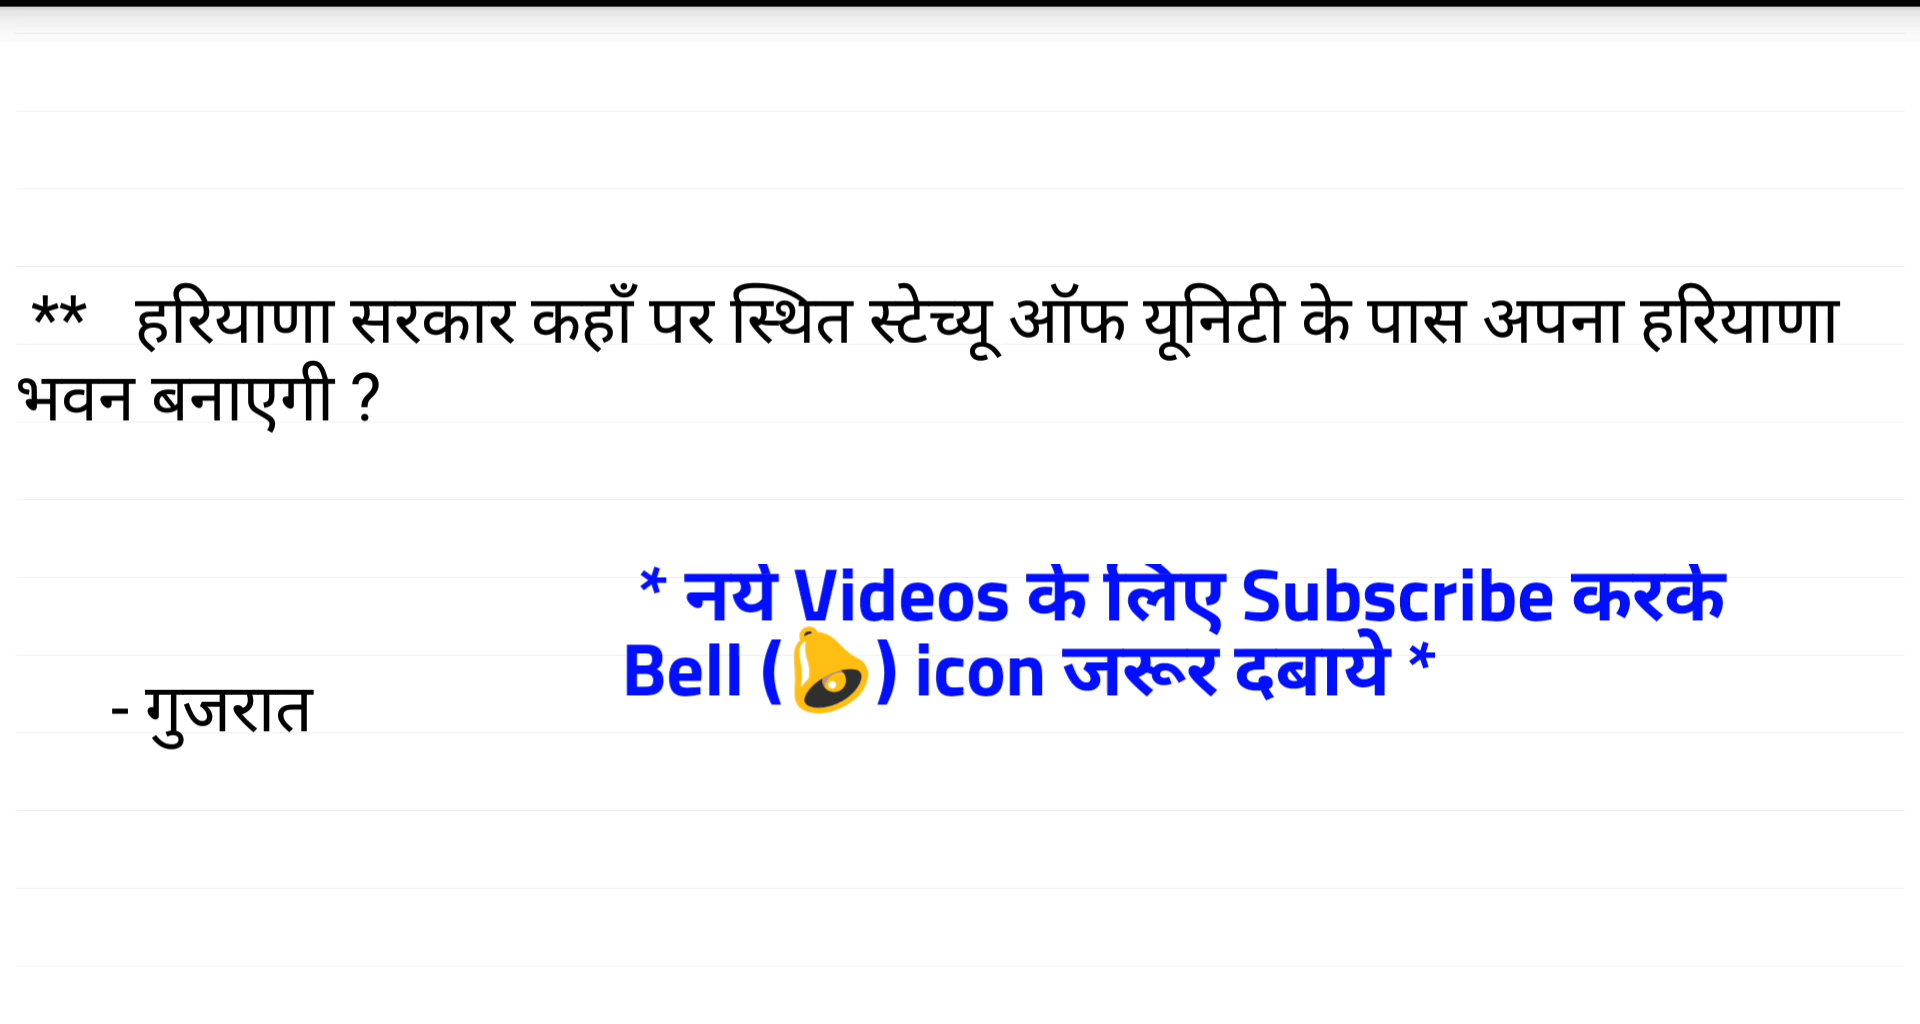 ** हरियाणा सरकार कहाँ पर स्थित स्टेच्यू ऑफ यूनिटी के पास अपना हरियाणा
भवन बनाएगी ?
* नये Videos के लिए Subscribe करके
Bell (🔔) icon जरूर दबाये *
- गुजरात